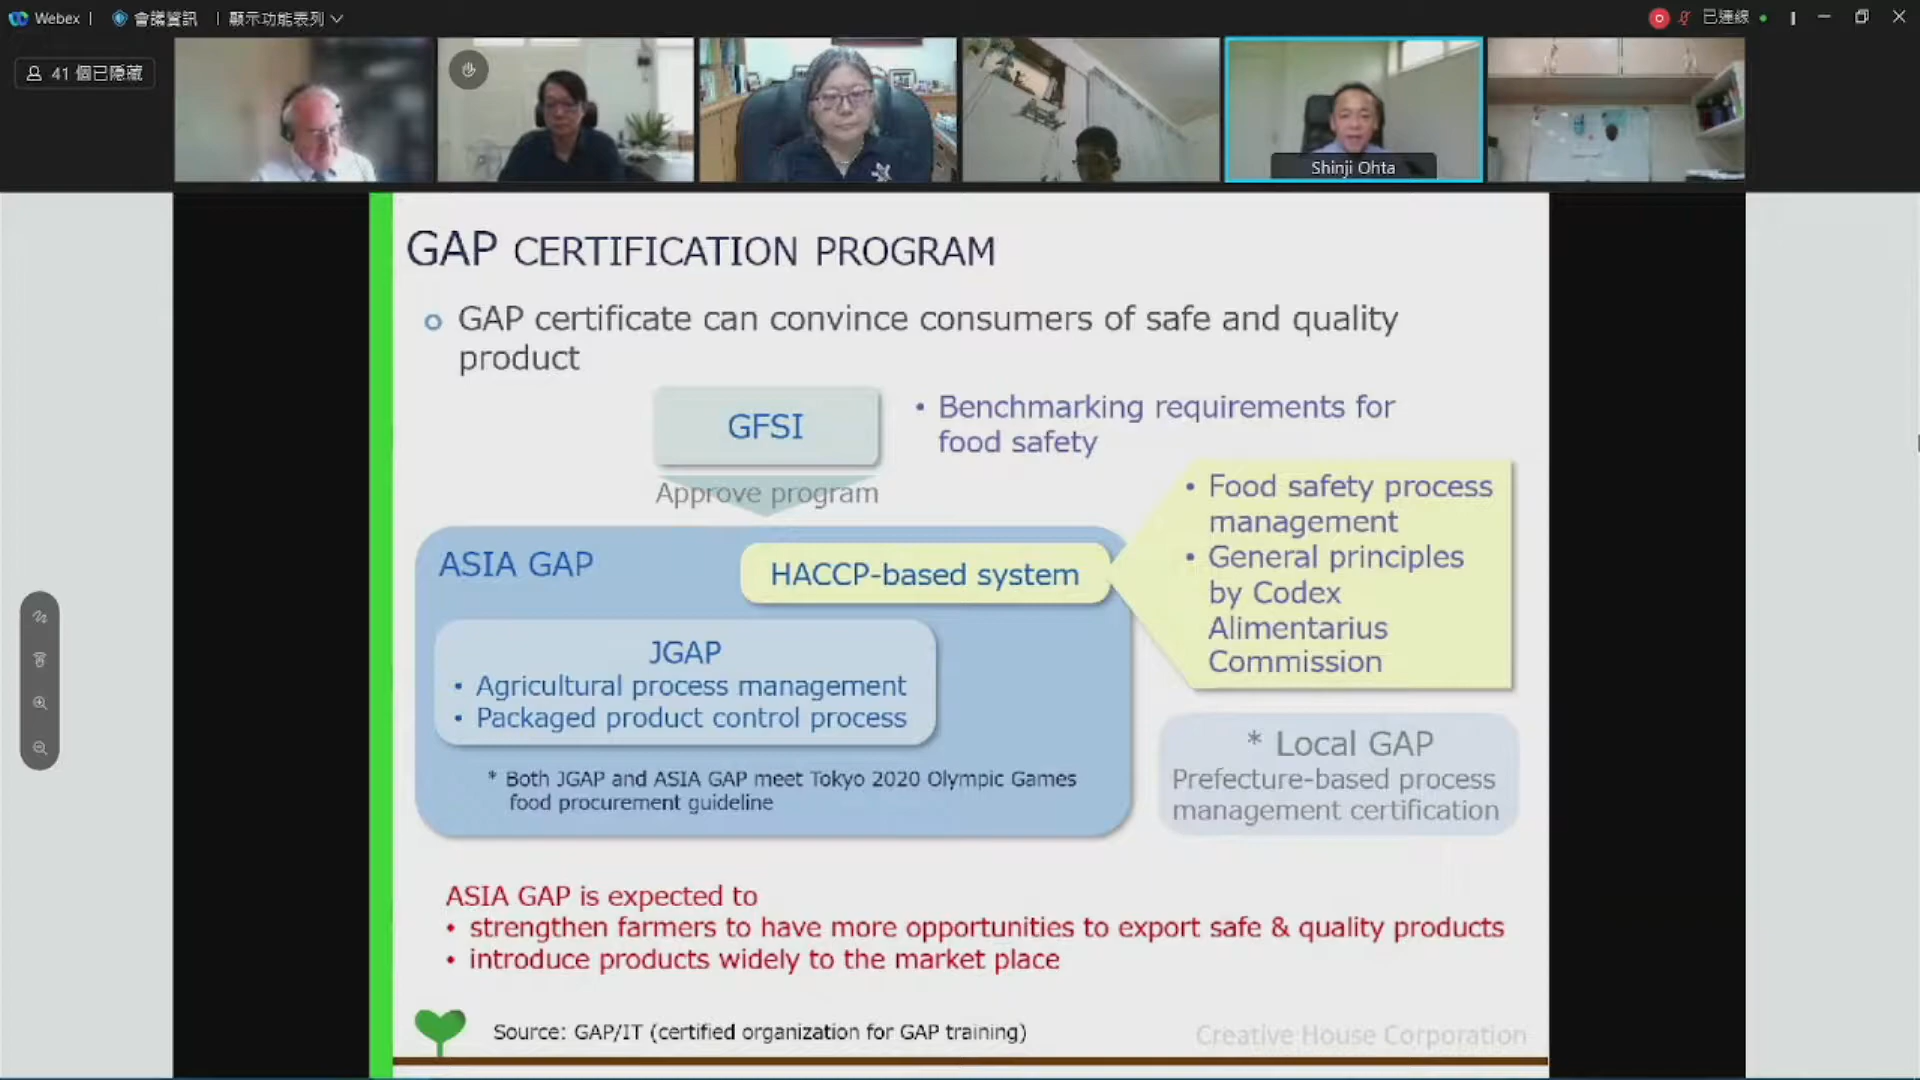 Webex
會議資訊
顯示功能表列
已連線
41 個已隱藏
Shinji Ohta
GAP CERTIFICATION PROGRAM
GAP certificate can convince consumers of safe and quality
product
GFSI
• Benchmarking requirements for
food safety
Approve program
• Food safety process
management
• General principles
by Codex
Alimentarius
Commission
ASIA GAP
HACCP-based system
JGAP
• Agricultural process management
• Packaged product control process
* Both JGAP and ASIA GAP meet Tokyo 2020 Olympic Games
food procurement guideline
* Local GAP
Prefecture-based process
management certification
ASIA GAP is expected to
• strengthen farmers to have more opportunities to export safe & quality products
• introduce products widely to the market place
Source: GAP/IT (certified organization for GAP training)
Creative House Corporation